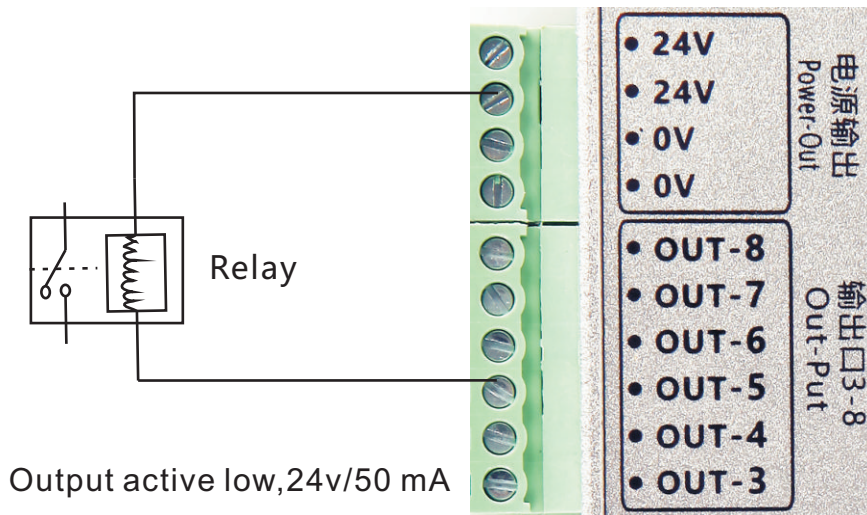 24V
24V
0V
0V
电源输出
Power-Out
Relay
OUT-8
OUT-7
OUT-6
OUT-5
OUT-4
OUT-3
输出口3-8
Out-Put
Output active low,24v/50 mA